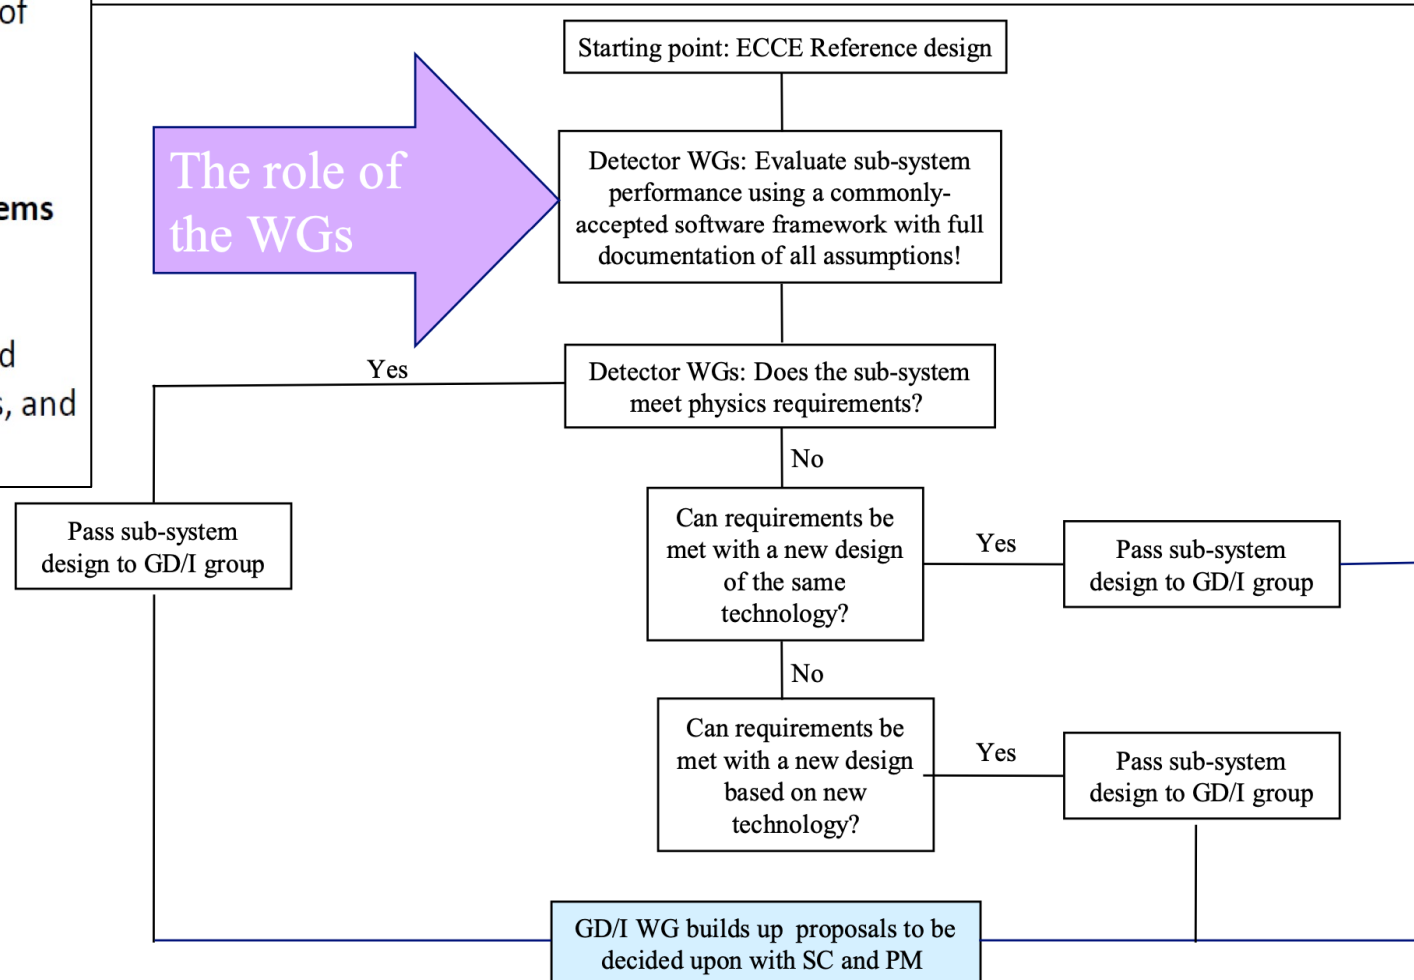 of
ems
d
s, and
Starting point: ECCE Reference design
The role of
the WGs
Detector WGs: Evaluate sub-system
performance using a commonly-
accepted software framework with full
documentation of all assumptions!
Yes
Detector WGs: Does the sub-system
meet physics requirements?
No
Pass sub-system
design to GD/I group
Can requirements be
met with a new design
of the same
technology?
Yes
Pass sub-system
design to GD/I group
No
Can requirements be
met with a new design
based on new
technology?
Yes
Pass sub-system
design to GD/I group
GD/I WG builds up  proposals to be
decided upon with SC and PM